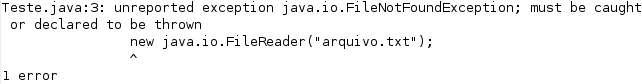 Teste.java:3: unreported exception java.io.FileNotFoundException; must be caught
 or declared to be thrown
                new java.io.FileReader("arquivo.txt");
                ^
1 error